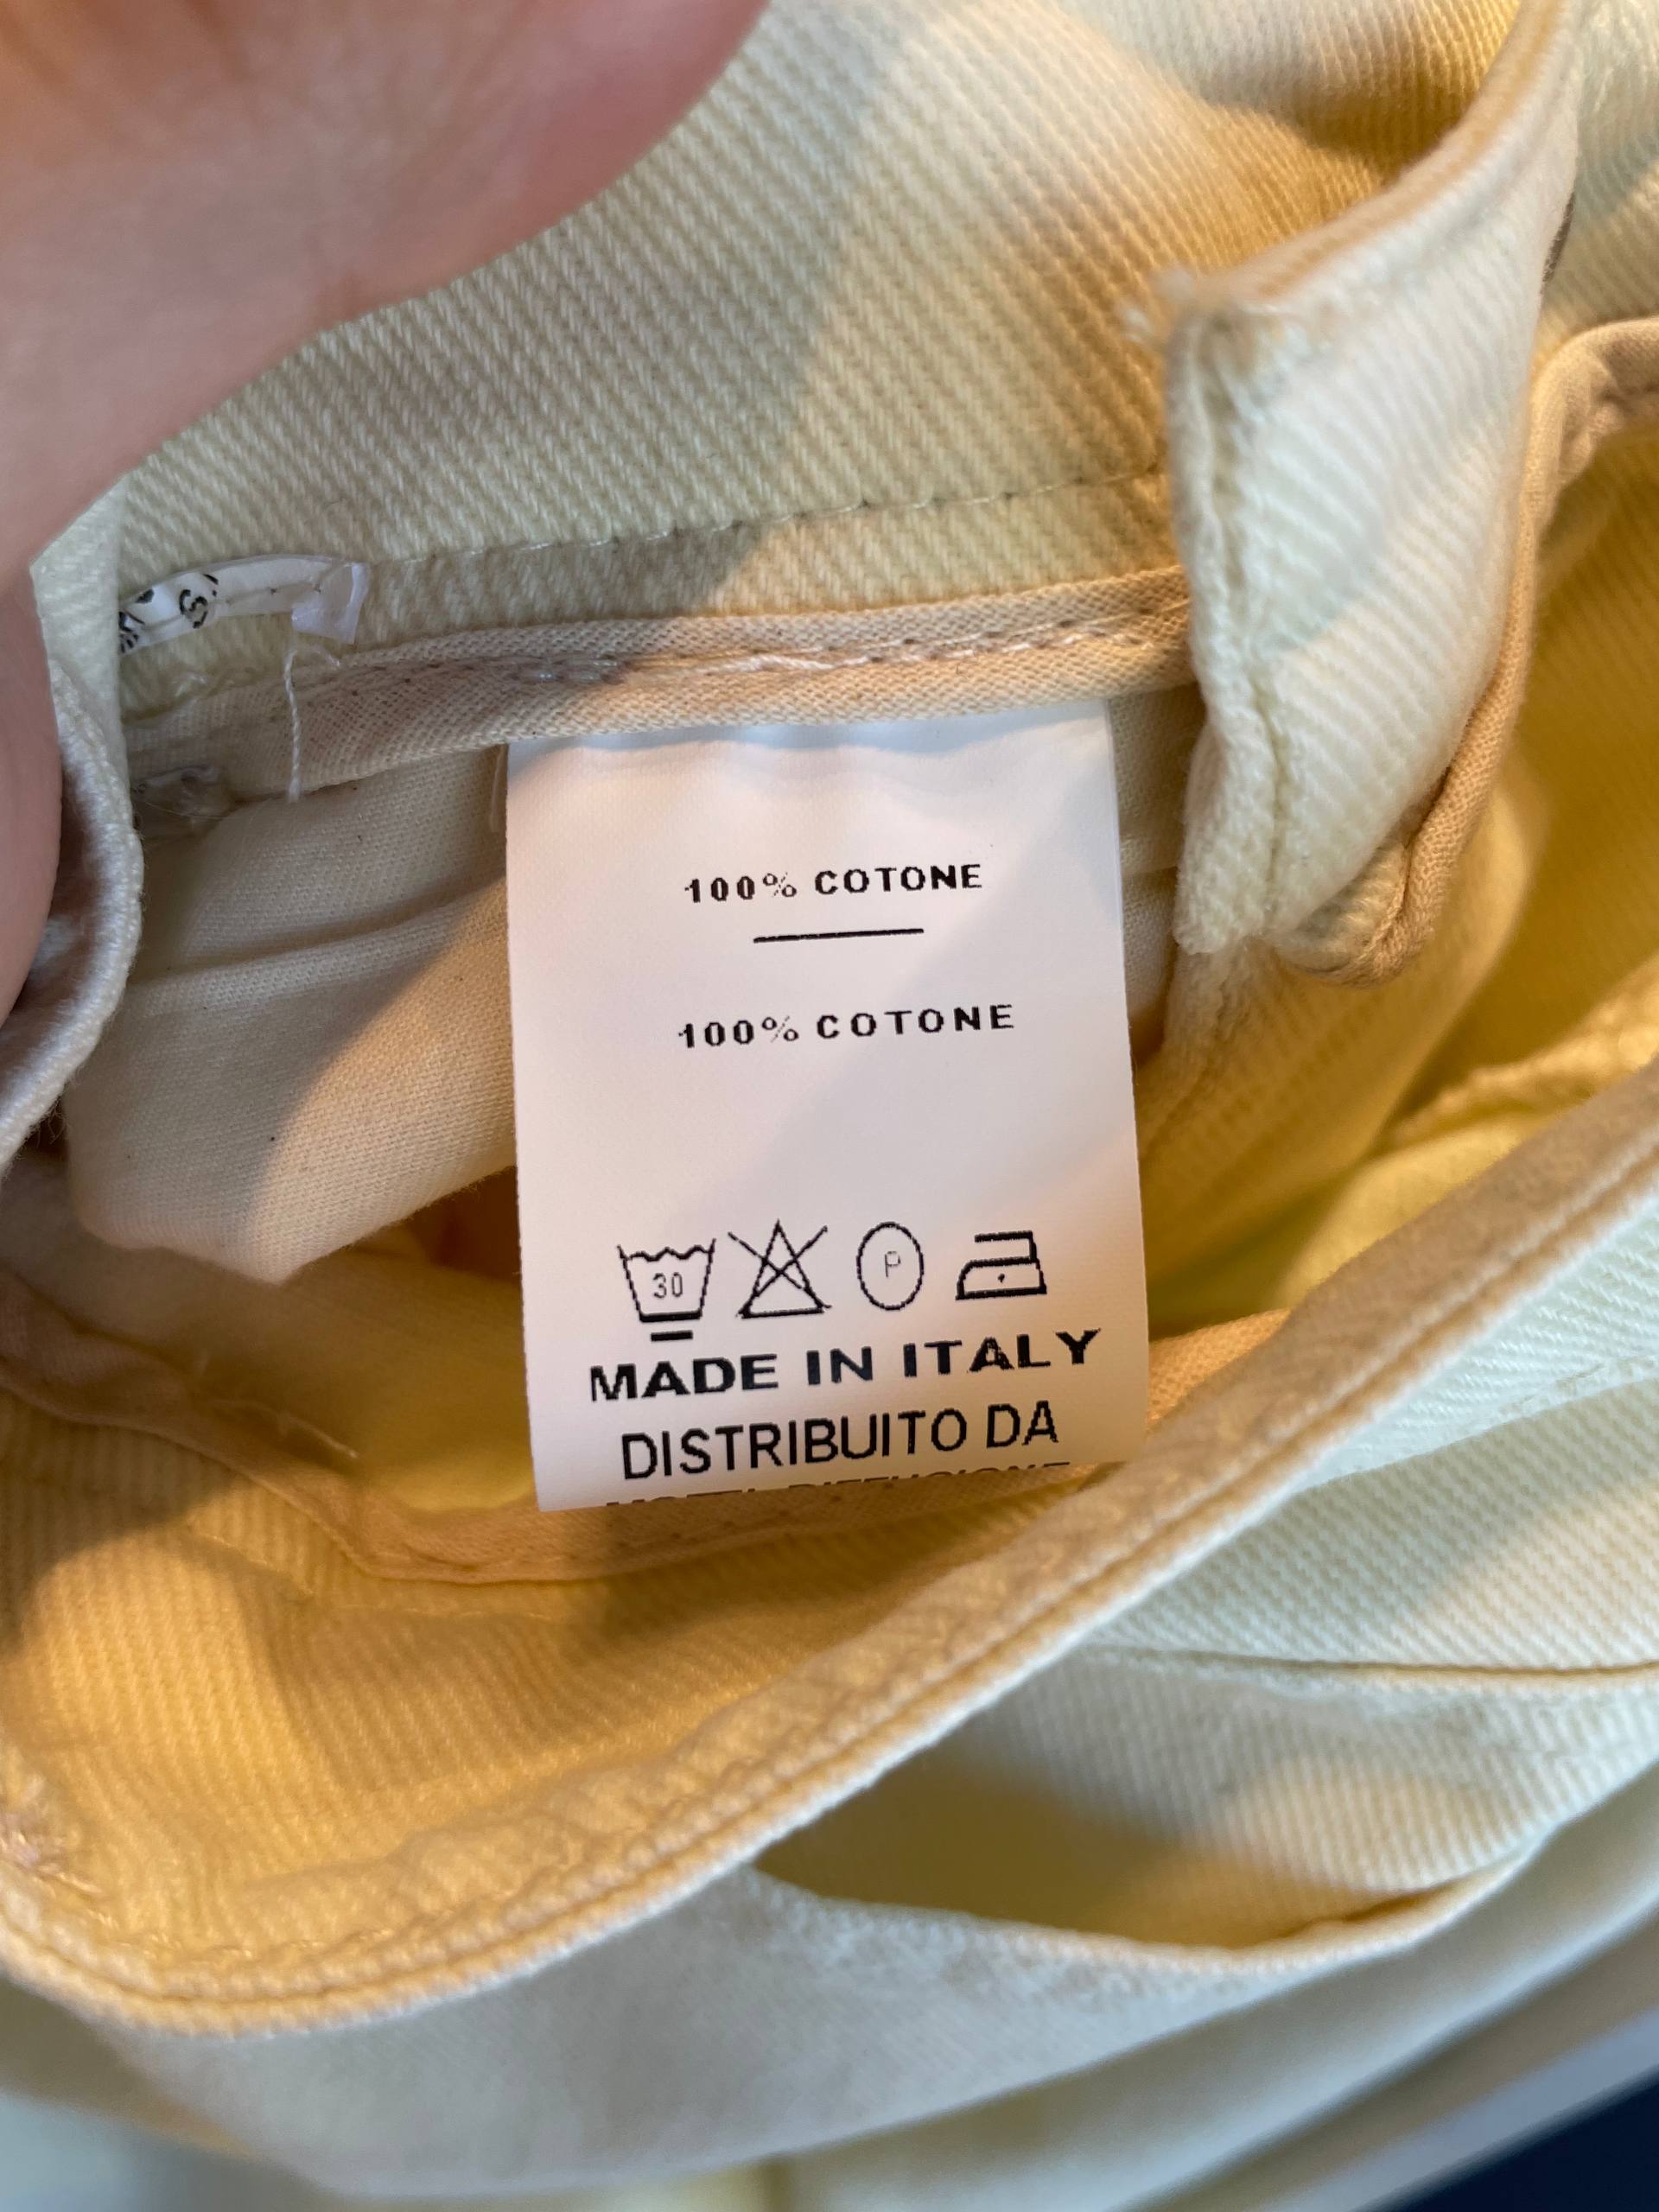 100% COTONE
100% COTONE
30
P
MADE IN ITALY
DISTRIBUITO DA